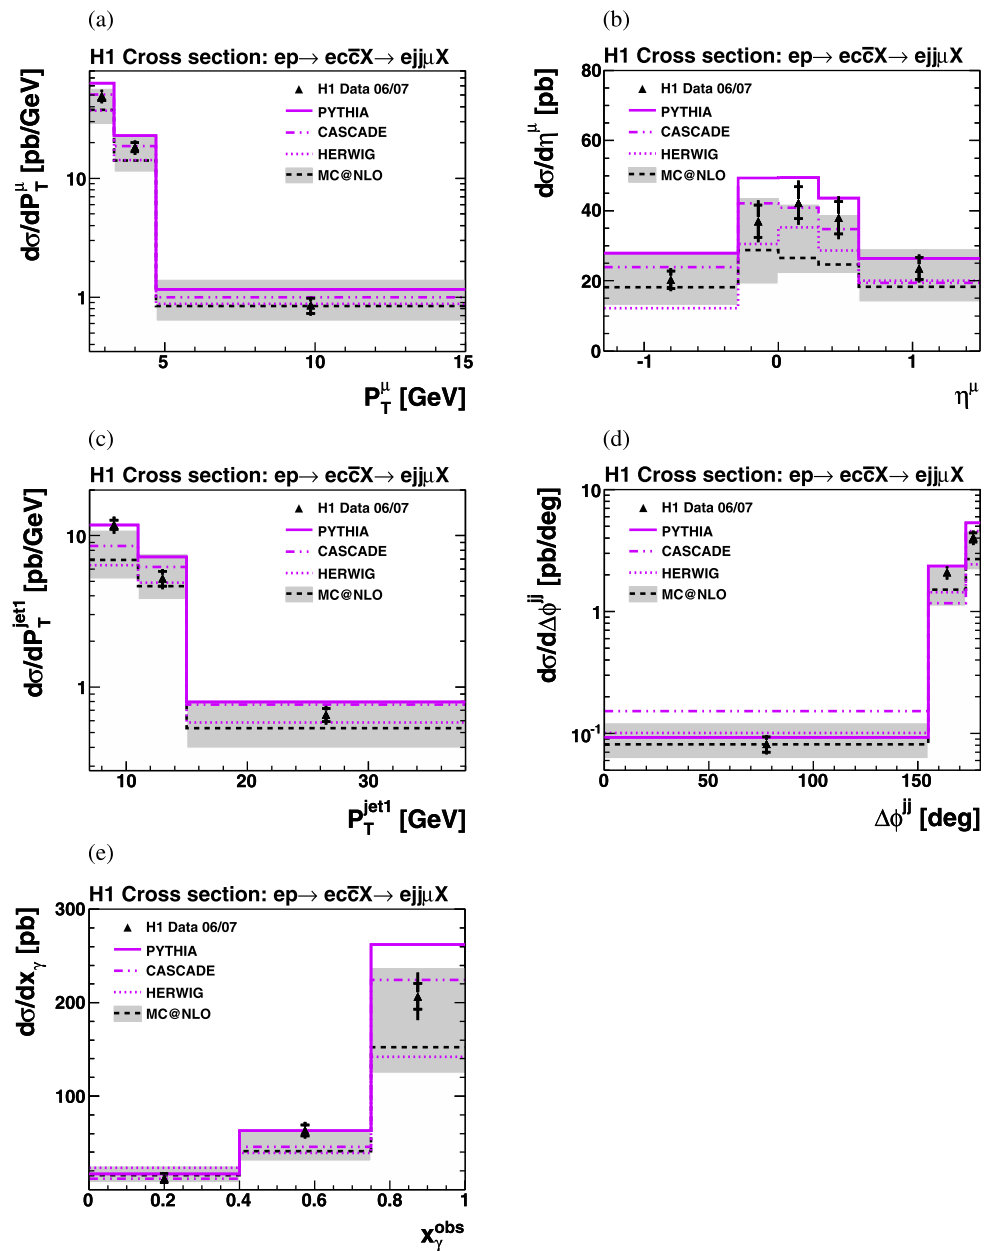 (a)
H1 Cross section: ep→ ecc̅X→ ejjμX
dσ/dP_T^μ [pb/GeV]
H1 Data 06/07
PYTHIA
CASCADE
HERWIG
MC@NLO
10
1
5 10 15
P_T^μ [GeV]
(b)
H1 Cross section: ep→ ecc̅X→ ejjμX
dσ/dη^μ [pb]
H1 Data 06/07
PYTHIA
CASCADE
HERWIG
MC@NLO
80
60
40
20
0
-1 0 1
η^μ
(c)
H1 Cross section: ep→ ecc̅X→ ejjμX
dσ/dP_T^jet1 [pb/GeV]
H1 Data 06/07
PYTHIA
CASCADE
HERWIG
MC@NLO
10
1
10 20 30
P_T^jet1 [GeV]
(d)
H1 Cross section: ep→ ecc̅X→ ejjμX
dσ/dΔφ^jj [pb/deg]
H1 Data 06/07
PYTHIA
CASCADE
HERWIG
MC@NLO
10
1
10^-1
0 50 100 150
Δφ^jj [deg]
(e)
H1 Cross section: ep→ ecc̅X→ ejjμX
dσ/dx_γ [pb]
H1 Data 06/07
PYTHIA
CASCADE
HERWIG
MC@NLO
300
200
100
0 0.2 0.4 0.6 0.8 1
x_γ^obs